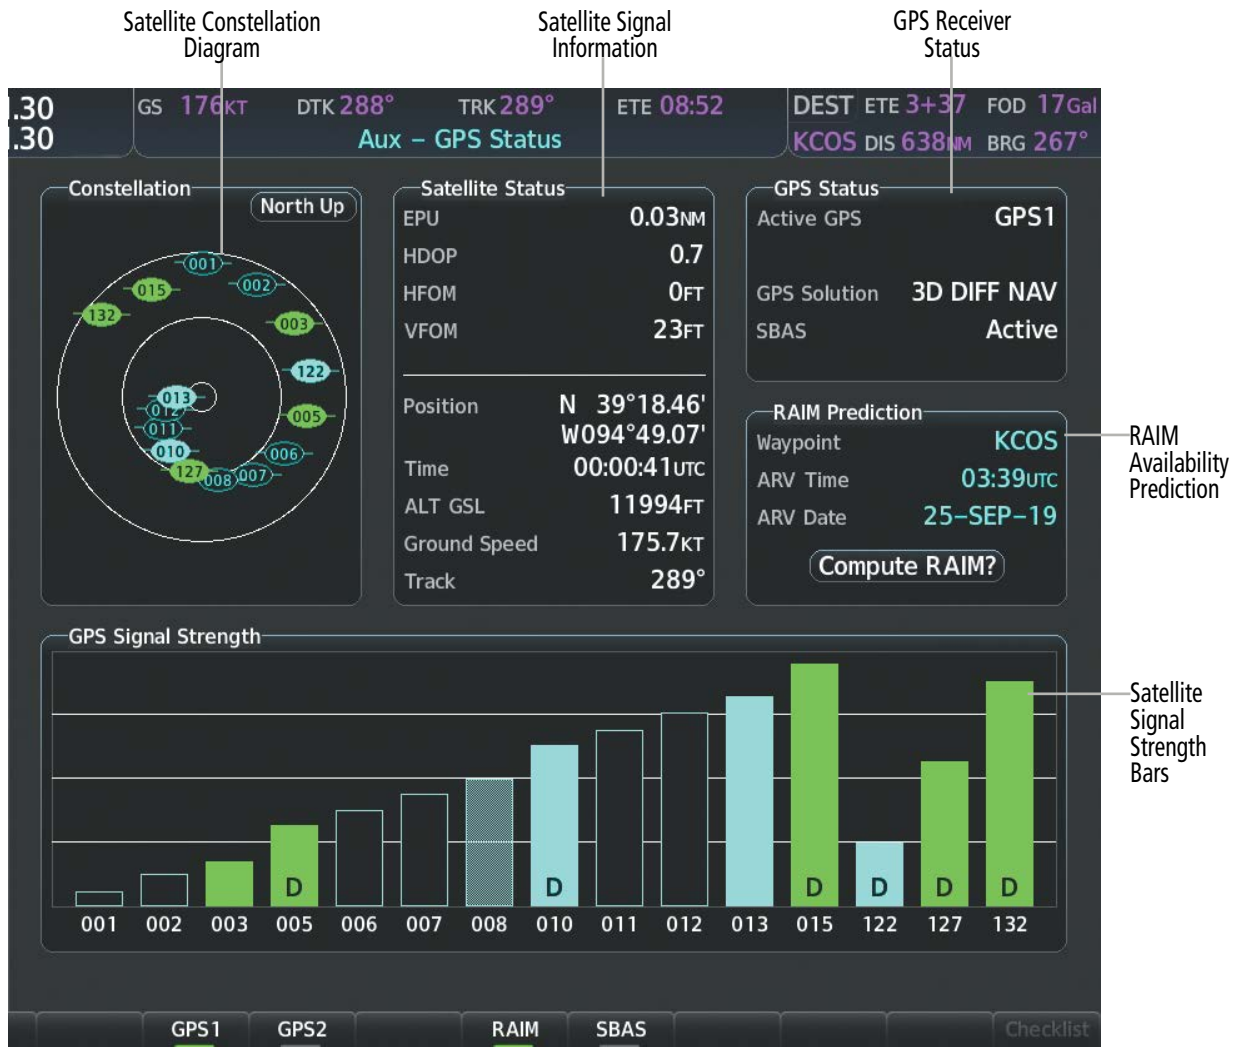 Satellite Constellation
Diagram
Satellite Signal
Information
GPS Receiver
Status
.30
.30
GS 176KT DTK 288° TRK 289° ETE 08:52
Aux – GPS Status
DEST ETE 3+37 FOD 17Gal
KCOS DIS 638NM BRG 267°
Constellation
North Up
001
002
015
132
003
122
013
012
005
011
010
006
127
008
007
Satellite Status
EPU 0.03NM
HDOP 0.7
HFOM 0FT
VFOM 23FT
Position N 39°18.46'
W094°49.07'
Time 00:00:41UTC
ALT GSL 11994FT
Ground Speed 175.7KT
Track 289°
GPS Status
Active GPS GPS1
GPS Solution 3D DIFF NAV
SBAS Active
RAIM Prediction
Waypoint KCOS
ARV Time 03:39UTC
ARV Date 25–SEP–19
Compute RAIM?
RAIM
Availability
Prediction
GPS Signal Strength
D D D D D D
001 002 003 005 006 007 008 010 011 012 013 015 122 127 132
Satellite
Signal
Strength
Bars
GPS1 GPS2 RAIM SBAS Checklist